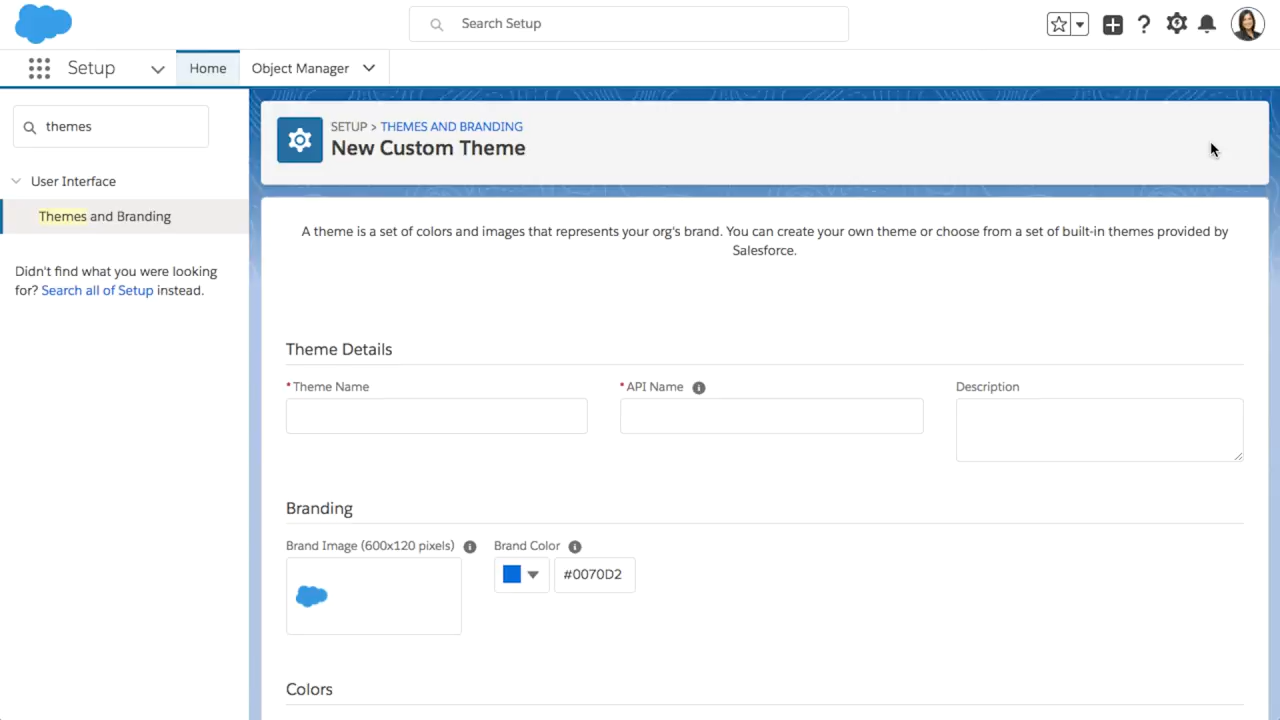 Search Setup
Setup
Home
Object Manager
themes
User Interface
Themes and Branding
Didn't find what you were looking
for? Search all of Setup instead.
SETUP > THEMES AND BRANDING
New Custom Theme
A theme is a set of colors and images that represents your org's brand. You can create your own theme or choose from a set of built-in themes provided by
Salesforce.
Theme Details
*Theme Name
*API Name
Description
Branding
Brand Image (600x120 pixels)
Brand Color
#0070D2
Colors